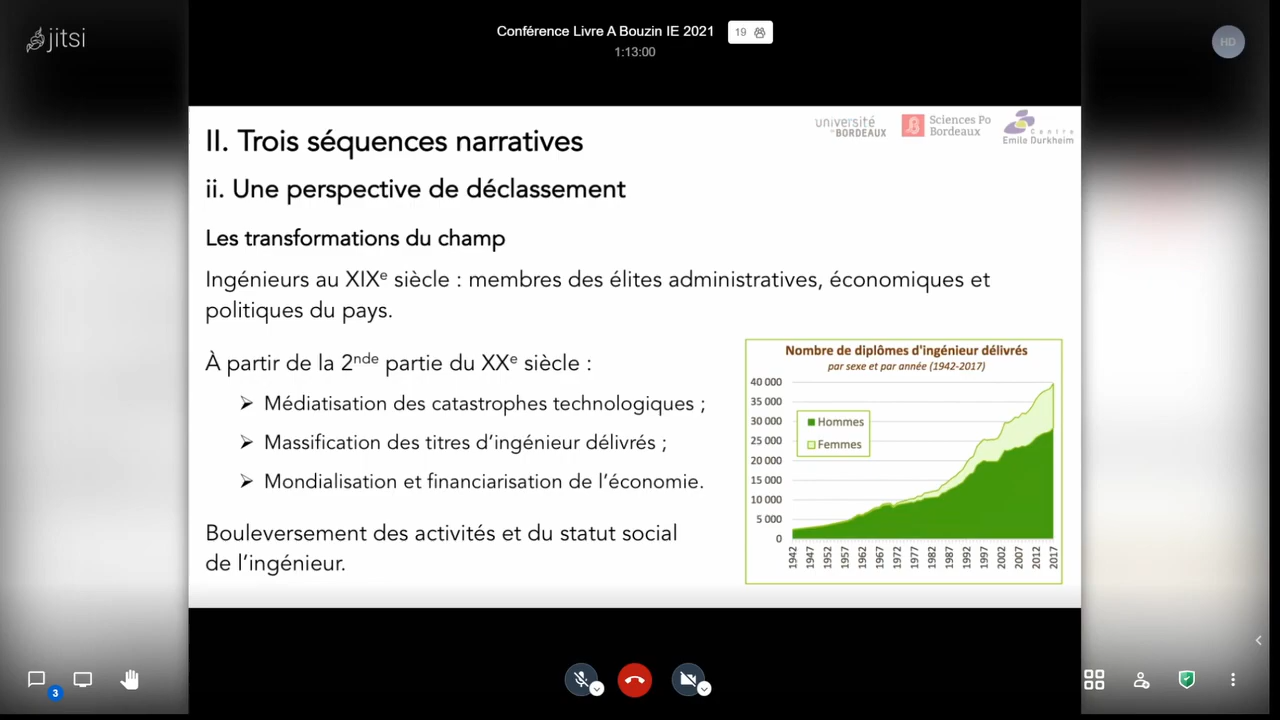 jitsi
Conférence Livre A Bouzin IE 2021
19
1:13:00
HD
université
de BORDEAUX
Sciences Po
Bordeaux
Centre
Emile Durkheim
II. Trois séquences narratives
ii. Une perspective de déclassement
Les transformations du champ
Ingénieurs au XIXe siècle : membres des élites administratives, économiques et
politiques du pays.
À partir de la 2nde partie du XXe siècle :
➢ Médiatisation des catastrophes technologiques ;
➢ Massification des titres d’ingénieur délivrés ;
➢ Mondialisation et financiarisation de l’économie.
Bouleversement des activités et du statut social
de l’ingénieur.
Nombre de diplômes d'ingénieur délivrés
par sexe et par année (1942-2017)
40 000
35 000
30 000
25 000
20 000
15 000
10 000
5 000
0
Hommes
Femmes
1942
1947
1952
1957
1962
1967
1972
1977
1982
1987
1992
1997
2002
2007
2012
2017
3